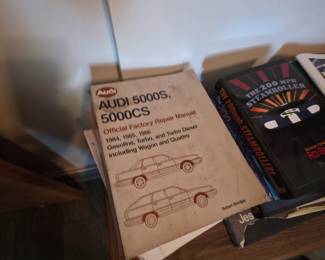 Audi
AUDI 5000S,
5000CS
Official Factory Repair Manual
1984, 1985, 1986
Gasoline, Turbo, and Turbo Diesel
Including Wagon and Quattro
Robert Bentley
THE 200 MPH
STEAMROLLER